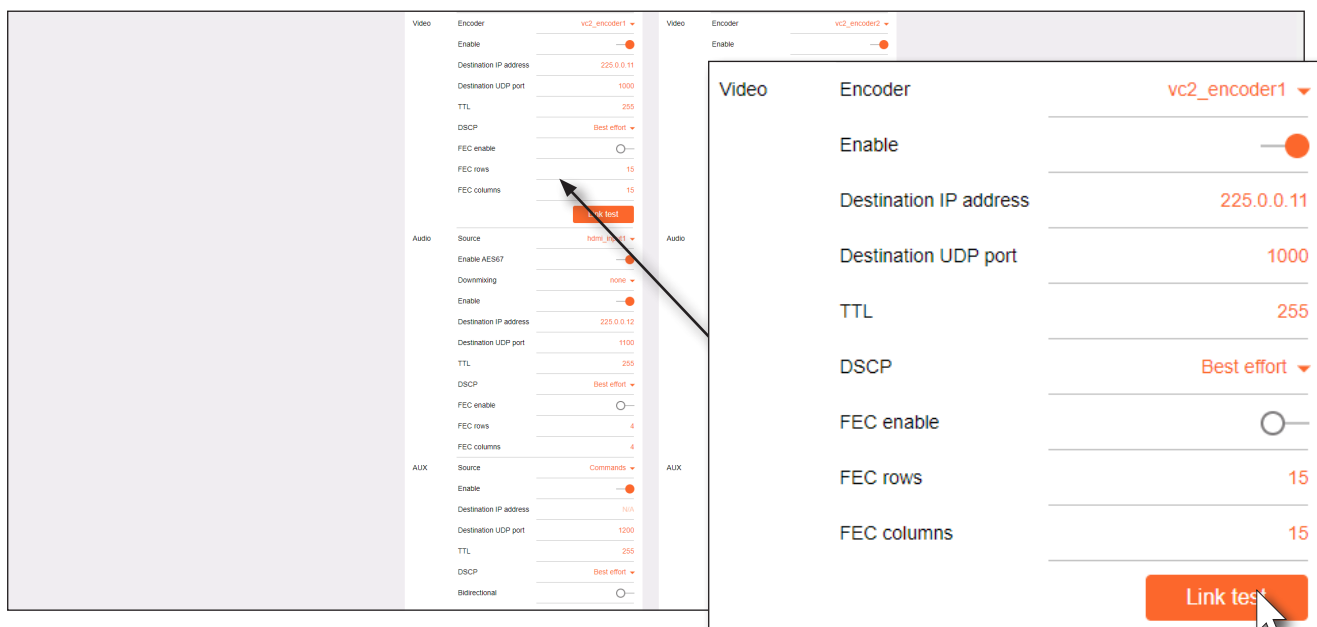 Video Encoder vc2_encoder1
Enable
Destination IP address 225.0.0.11
Destination UDP port 1000
TTL 255
DSCP Best effort
FEC enable
FEC rows 15
FEC columns 15
Link test
Audio Source hdmi_input1
Enable AES67
Downmixing none
Enable
Destination IP address 225.0.0.12
Destination UDP port 1100
TTL 255
DSCP Best effort
FEC enable
FEC rows 4
FEC columns 4
AUX Source Commands
Enable
Destination IP address N/A
Destination UDP port 1200
TTL 255
DSCP Best effort
Bidirectional
Video Encoder vc2_encoder2
Enable
Audio
AUX
Video Encoder vc2_encoder1
Enable
Destination IP address 225.0.0.11
Destination UDP port 1000
TTL 255
DSCP Best effort
FEC enable
FEC rows 15
FEC columns 15
Link test